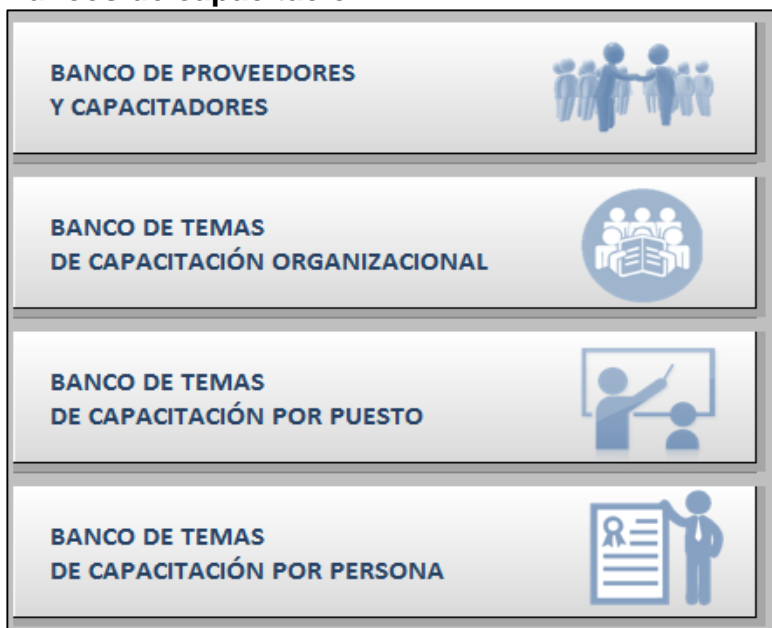 de
BANCO DE PROVEEDORES
Y CAPACITADORES
BANCO DE TEMAS
DE CAPACITACIÓN ORGANIZACIONAL
BANCO DE TEMAS
DE CAPACITACIÓN POR PUESTO
BANCO DE TEMAS
DE CAPACITACIÓN POR PERSONA